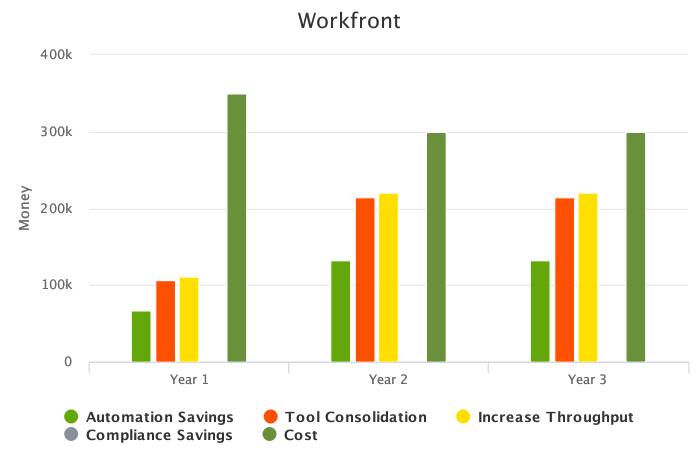 Workfront
400k
300k
200k
100k
0
Money
Year 1 Year 2 Year 3
Automation Savings Tool Consolidation Increase Throughput
Compliance Savings Cost